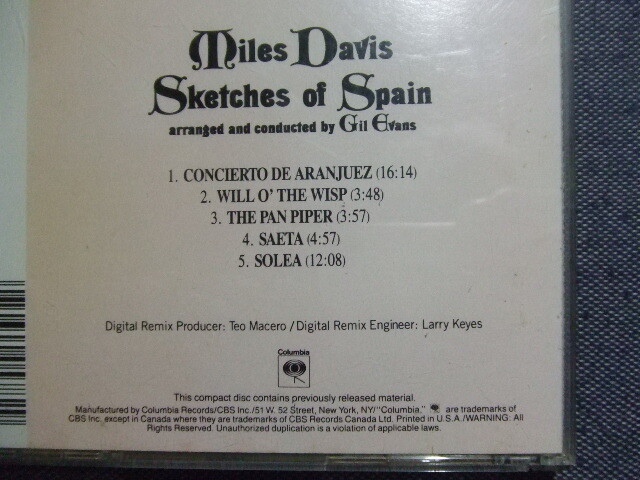 Miles Davis
Sketches of Spain
arranged and conducted by Gil Evans
1. CONCIERTO DE ARANJUEZ (16:14)
2. WILL O' THE WISP (3:48)
3. THE PAN PIPER (3:57)
4. SAETA (4:57)
5. SOLEA (12:08)
Digital Remix Producer: Teo Macero / Digital Remix Engineer: Larry Keyes
Columbia
This compact disc contains previously released material.
Manufactured by Columbia Records/CBS Inc./51 W. 52 Street, New York, NY/"Columbia," are trademarks of
CBS Inc. except in Canada where they are trademarks of CBS Records Canada Ltd. Printed in U.S.A./WARNING: All
Rights Reserved. Unauthorized duplication is a violation of applicable laws.